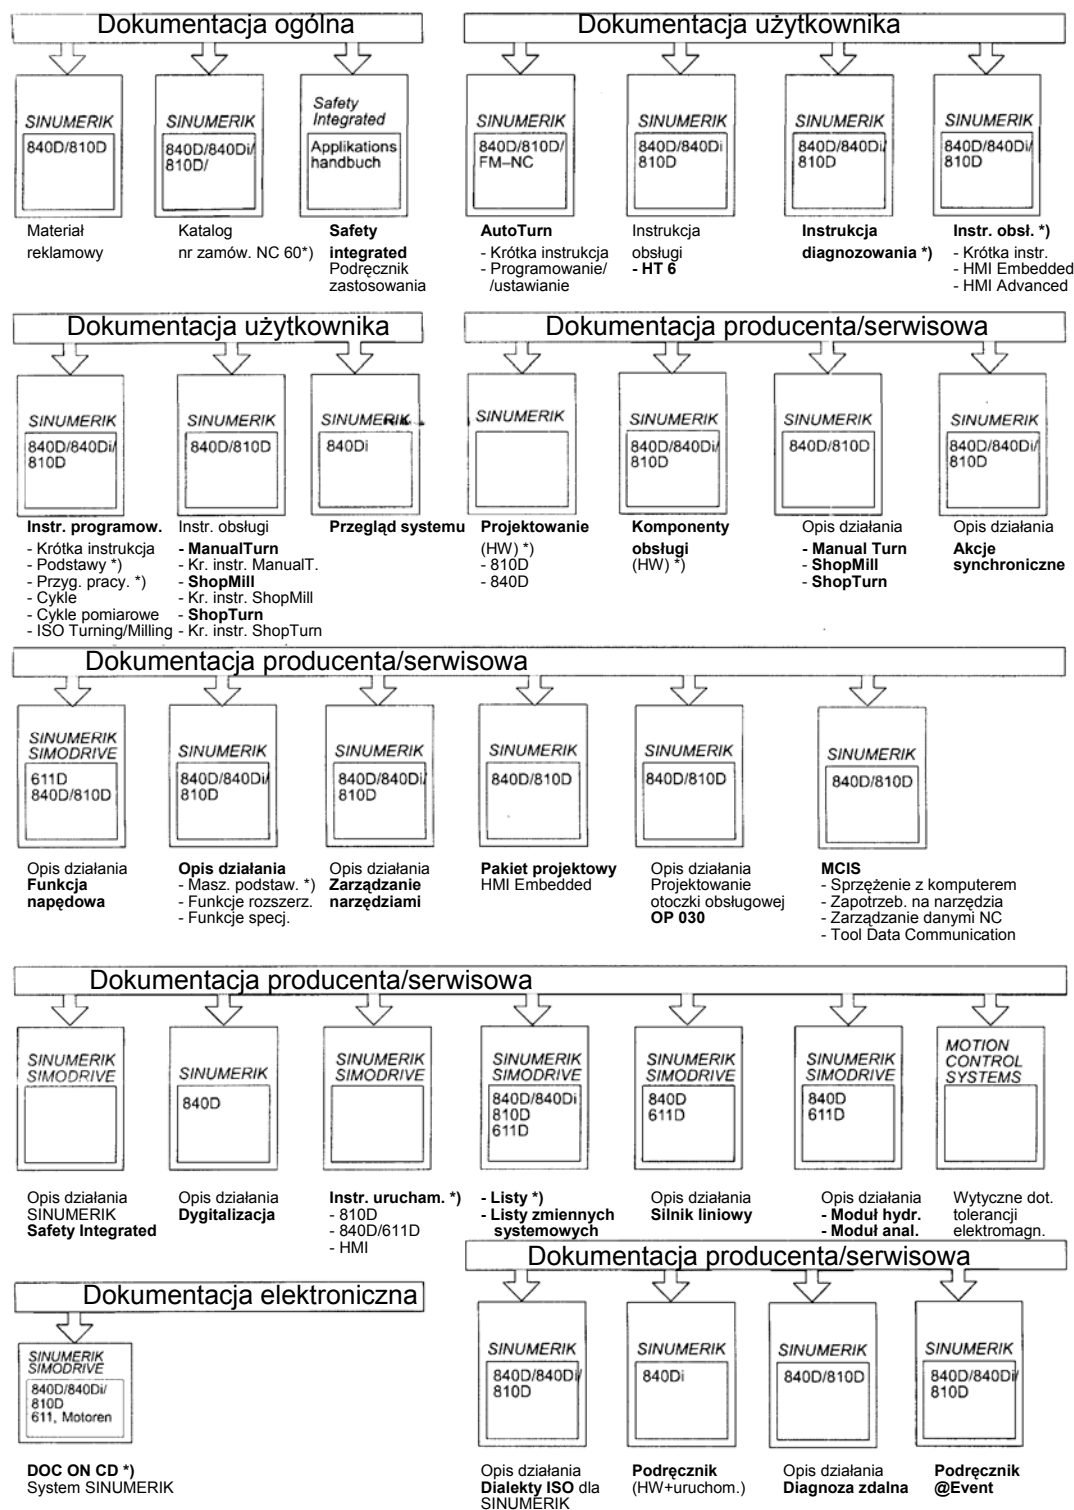 Dokumentacja ogólna
SINUMERIK
840D/810D
Materiał
reklamowy
SINUMERIK
840D/840Di/
810D/
Katalog
nr zamów. NC 60*)
Safety
Integrated
Applikations
handbuch
Safety
integrated
Podręcznik
zastosowania
Dokumentacja użytkownika
SINUMERIK
840D/810D/
FM–NC
AutoTurn
- Krótka instrukcja
- Programowanie/
/ustawianie
SINUMERIK
840D/840Di
810D
Instrukcja
obsługi
- HT 6
SINUMERIK
840D/840Di/
810D
Instrukcja
diagnozowania *)
SINUMERIK
840D/840Di/
810D
Instr. obsł. *)
- Krótka instr.
- HMI Embedded
- HMI Advanced
Dokumentacja użytkownika
SINUMERIK
840D/840Di/
810D
Instr. programow.
- Krótka instrukcja
- Podstawy *)
- Przyg. pracy. *)
- Cykle
- Cykle pomiarowe
- ISO Turning/Milling
SINUMERIK
840D/810D
Instr. obsługi
- ManualTurn
- Kr. instr. ManualT.
- ShopMill
- Kr. instr. ShopMill
- ShopTurn
- Kr. instr. ShopTurn
SINUMERIK
840Di
Przegląd systemu
Dokumentacja producenta/serwisowa
SINUMERIK
Projektowanie
(HW) *)
- 810D
- 840D
SINUMERIK
840D/840Di/
810D
Komponenty
obsługi
(HW) *)
SINUMERIK
840D/810D
Opis działania
- Manual Turn
- ShopMill
- ShopTurn
SINUMERIK
840D/840Di/
810D
Opis działania
Akcje
synchroniczne
Dokumentacja producenta/serwisowa
SINUMERIK
SIMODRIVE
611D
840D/810D
Opis działania
Funkcja
napędowa
SINUMERIK
840D/840Di/
810D
Opis działania
- Masz. podstaw. *)
- Funkcje rozszerz.
- Funkcje specj.
SINUMERIK
840D/840Di/
810D
Opis działania
Zarządzanie
narzędziami
SINUMERIK
840D/810D
Pakiet projektowy
HMI Embedded
SINUMERIK
840D/810D
Opis działania
Projektowanie
otoczki obsługowej
OP 030
SINUMERIK
840D/810D
MCIS
- Sprzężenie z komputerem
- Zapotrzeb. na narzędzia
- Zarządzanie danymi NC
- Tool Data Communication
Dokumentacja producenta/serwisowa
SINUMERIK
SIMODRIVE
Opis działania
SINUMERIK
Safety Integrated
SINUMERIK
840D
Opis działania
Dygitalizacja
SINUMERIK
SIMODRIVE
Instr. urucham. *)
- 810D
- 840D/611D
- HMI
SINUMERIK
SIMODRIVE
840D/840Di
810D
611D
- Listy *)
- Listy zmiennych
systemowych
SINUMERIK
SIMODRIVE
840D
611D
Opis działania
Silnik liniowy
SINUMERIK
SIMODRIVE
840D
611D
Opis działania
- Moduł hydr.
- Moduł anal.
MOTION
CONTROL
SYSTEMS
Wytyczne dot.
tolerancji
elektromagn.
Dokumentacja elektroniczna
SINUMERIK
SIMODRIVE
840D/840Di/
810D
611, Motoren
DOC ON CD *)
System SINUMERIK
Dokumentacja producenta/serwisowa
SINUMERIK
840D/840Di/
810D
Opis działania
Dialekty ISO dla
SINUMERIK
SINUMERIK
840Di
Podręcznik
(HW+uruchom.)
SINUMERIK
840D/810D
Opis działania
Diagnoza zdalna
SINUMERIK
840D/840Di/
810D
Podręcznik
@Event